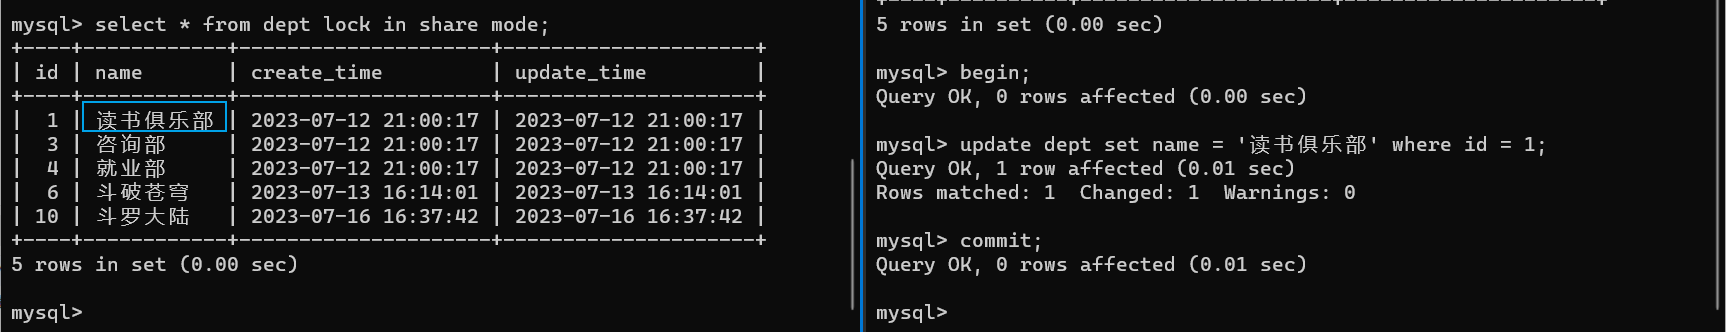 mysql> select * from dept lock in share mode;
+----+------------+---------------------+---------------------+
| id | name | create_time | update_time |
+----+------------+---------------------+---------------------+
| 1 | 读书俱乐部 | 2023-07-12 21:00:17 | 2023-07-12 21:00:17 |
| 3 | 咨询部 | 2023-07-12 21:00:17 | 2023-07-12 21:00:17 |
| 4 | 就业部 | 2023-07-12 21:00:17 | 2023-07-12 21:00:17 |
| 6 | 斗破苍穹 | 2023-07-13 16:14:01 | 2023-07-13 16:14:01 |
| 10 | 斗罗大陆 | 2023-07-16 16:37:42 | 2023-07-16 16:37:42 |
+----+------------+---------------------+---------------------+
5 rows in set (0.00 sec)
mysql>
5 rows in set (0.00 sec)
mysql> begin;
Query OK, 0 rows affected (0.00 sec)
mysql> update dept set name = '读书俱乐部' where id = 1;
Query OK, 1 row affected (0.01 sec)
Rows matched: 1 Changed: 1 Warnings: 0
mysql> commit;
Query OK, 0 rows affected (0.01 sec)
mysql>